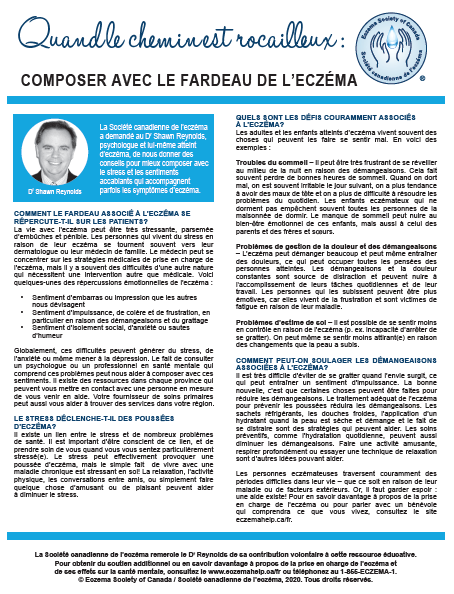 Quand le chemin est rocailleux :
COMPOSER AVEC LE FARDEAU DE L'ECZÉMA
Eczema Society of Canada
Société canadienne de l'eczéma
®
La Société canadienne de l'eczéma
a demandé au Dr Shawn Reynolds,
psychologue et lui-même atteint
d'eczéma, de nous donner des
conseils pour mieux composer avec
le stress et les sentiments
accablants qui accompagnent
parfois les symptômes d'eczéma.
Dr Shawn Reynolds
COMMENT LE FARDEAU ASSOCIÉ À L'ECZÉMA SE
RÉPERCUTE-T-IL SUR LES PATIENTS?
La vie avec l'eczéma peut être très stressante, parsemée
d'embûches et pénible. Les personnes qui vivent du stress en
raison de leur eczéma se tournent souvent vers leur
dermatologue ou leur médecin de famille. Le médecin peut se
concentrer sur les stratégies médicales de prise en charge de
l'eczéma, mais il y a souvent des difficultés d'une autre nature
qui nécessitent une intervention autre que médicale. Voici
quelques-unes des répercussions émotionnelles de l'eczéma :
• Sentiment d'embarras ou impression que les autres
nous dévisagent
• Sentiment d'impuissance, de colère et de frustration, en
particulier en raison des démangeaisons et du grattage
• Sentiment d'isolement social, d'anxiété ou sautes
d'humeur
Globalement, ces difficultés peuvent générer du stress, de
l'anxiété ou même mener à la dépression. Le fait de consulter
un psychologue ou un professionnel en santé mentale qui
comprend ces problèmes peut nous aider à composer avec ces
sentiments. Il existe des ressources dans chaque province qui
peuvent vous mettre en contact avec une personne en mesure
de vous venir en aide. Votre fournisseur de soins primaires
peut aussi vous aider à trouver des services dans votre région.
LE STRESS DÉCLENCHE-T-IL DES POUSSÉES
D'ECZÉMA?
Il existe un lien entre le stress et de nombreux problèmes
de santé. Il est important d'être conscient de ce lien, et de
prendre soin de vous quand vous vous sentez particulièrement
stressé(e). Le stress peut effectivement provoquer une
poussée d'eczéma, mais le simple fait de vivre avec une
maladie chronique est stressant en soi! La relaxation, l'activité
physique, les conversations entre amis, ou simplement faire
quelque chose d'amusant ou de plaisant peuvent aider
à diminuer le stress.
QUELS SONT LES DÉFIS COURAMMENT ASSOCIÉS
À L'ECZÉMA?
Les adultes et les enfants atteints d'eczéma vivent souvent des
choses qui peuvent les faire se sentir mal. En voici des
exemples :
Troubles du sommeil – Il peut être très frustrant de se réveiller
au milieu de la nuit en raison des démangeaisons. Cela fait
souvent perdre de bonnes heures de sommeil. Quand on dort
mal, on est souvent irritable le jour suivant, on a plus tendance
à avoir des maux de tête et on a plus de difficulté à résoudre les
problèmes du quotidien. Les enfants eczémateux qui ne
dorment pas empêchent souvent toutes les personnes de la
maisonnée de dormir. Le manque de sommeil peut nuire au
bien-être émotionnel de ces enfants, mais aussi à celui des
parents et des frères et sœurs.
Problèmes de gestion de la douleur et des démangeaisons
– L'eczéma peut démanger beaucoup et peut même entraîner
des douleurs, ce qui peut occuper toutes les pensées des
personnes atteintes. Les démangeaisons et la douleur
constantes sont source de distraction et peuvent nuire à
l'accomplissement de leurs tâches quotidiennes et de leur
travail. Les personnes qui les subissent peuvent être plus
émotives, car elles vivent de la frustration et sont victimes de
fatigue en raison de leur maladie.
Problèmes d'estime de soi – Il est possible de se sentir moins
en contrôle en raison de l'eczéma (p. ex. incapacité d'arrêter de
se gratter). On peut même se sentir moins attirant(e) en raison
des changements que la peau a subis.
COMMENT PEUT-ON SOULAGER LES DÉMANGEAISONS
ASSOCIÉES À L'ECZÉMA?
Il est très difficile d'éviter de se gratter quand l'envie surgit, ce
qui peut entraîner un sentiment d'impuissance. La bonne
nouvelle, c'est que certaines choses peuvent être faites pour
réduire les démangeaisons. Le traitement adéquat de l'eczéma
pour prévenir les poussées réduira les démangeaisons. Les
sachets réfrigérants, les douches froides, l'application d'un
hydratant quand la peau est sèche et démange et le fait de
se distraire sont des stratégies qui peuvent aider. Les soins
préventifs, comme l'hydratation quotidienne, peuvent aussi
diminuer les démangeaisons. Faire une activité amusante,
respirer profondément ou essayer une technique de relaxation
sont d'autres idées pouvant aider.
Les personnes eczémateuses traversent couramment des
périodes difficiles dans leur vie – que ce soit en raison de leur
maladie ou de facteurs extérieurs. Or, il faut garder espoir :
une aide existe! Pour en savoir davantage à propos de la prise
en charge de l'eczéma ou pour parler avec un bénévole
qui comprendra ce que vous vivez, consultez le site
eczemahelp.ca/fr.
La Société canadienne de l'eczéma remercie le Dr Reynolds de sa contribution volontaire à cette ressource éducative.
Pour obtenir du soutien additionnel ou en savoir davantage à propos de la prise en charge de l'eczéma et
de ses effets sur la santé mentale, consultez le www.eczemahelp.ca/fr ou téléphonez au 1-855-ECZEMA-1.
© Eczema Society of Canada / Société canadienne de l'eczéma, 2020. Tous droits réservés.